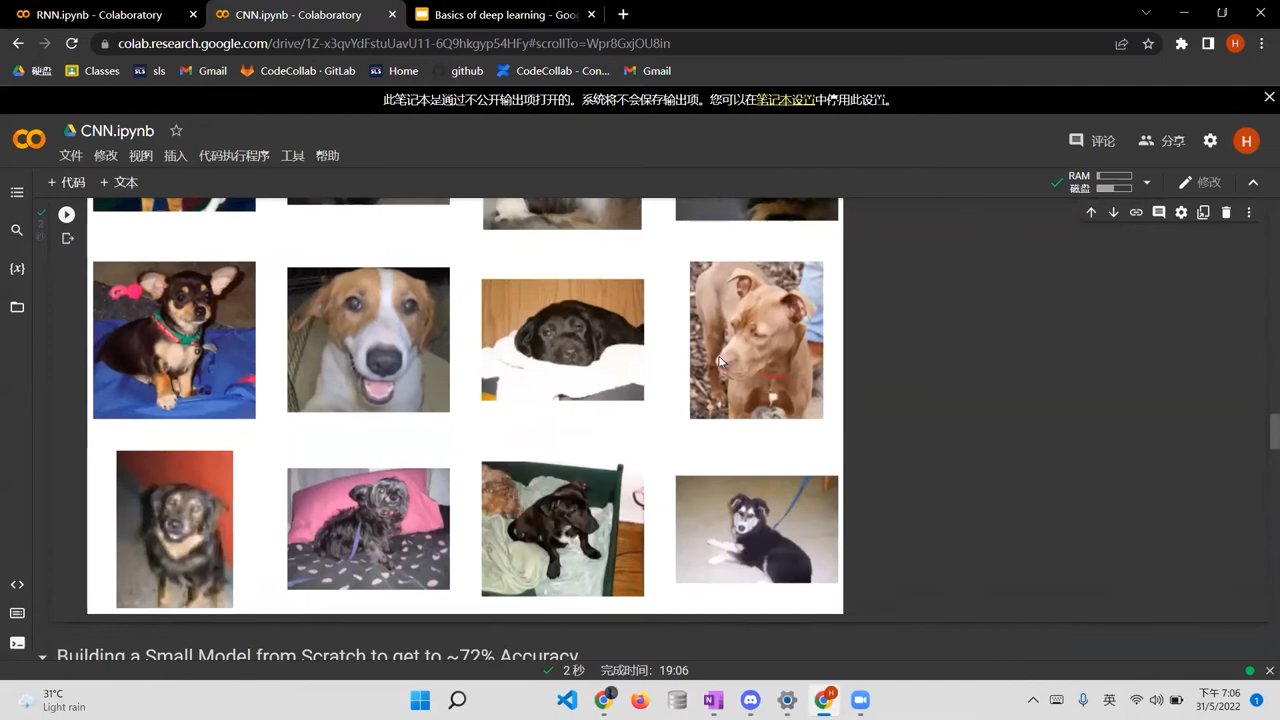 RNN.ipynb - Colaboratory
CNN.ipynb - Colaboratory
Basics of deep learning - Goo
colab.research.google.com/drive/1Z-x3qvYdFstuUavU11-6Q9hkgyp54HFy#scrollTo=Wpr8GxjOU8in
H
硬盘
Classes
sls
Gmail
CodeCollab · GitLab
SLS
Home
github
CodeCollab - Con...
Gmail
此笔记本是通过不公开输出项打开的。系统将不会保存输出项。您可以在笔记本设置中停用此设置。
CNN.ipynb
评论
分享
H
文件 修改 视图 插入 代码执行程序 工具 帮助
+ 代码 + 文本
RAM
磁盘
修改
{x}
Building a Small Model from Scratch to get to ~72% Accuracy
2 秒 完成时间: 19:06
31°C
Light rain
英
下午 7:06
31/5/2022